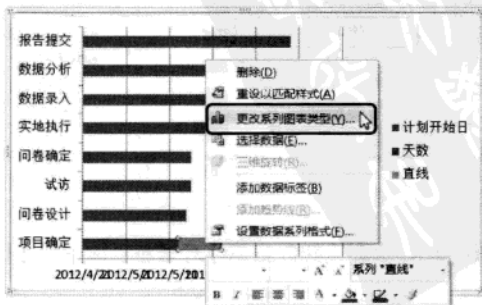 报告提交
数据分析
数据录入
实地执行
问卷确定
试访
问卷设计
项目确定
删除(D)
重设以匹配样式(A)
更改系列图表类型(Y)...
选择数据(E)...
三维旋转(R)...
添加数据标签(B)
添加趋势线(R)...
设置数据系列格式(F)...
计划开始日
天数
直线
2012/4/2
2012/5/
2012/5/
201
系列 "直线"
B I A